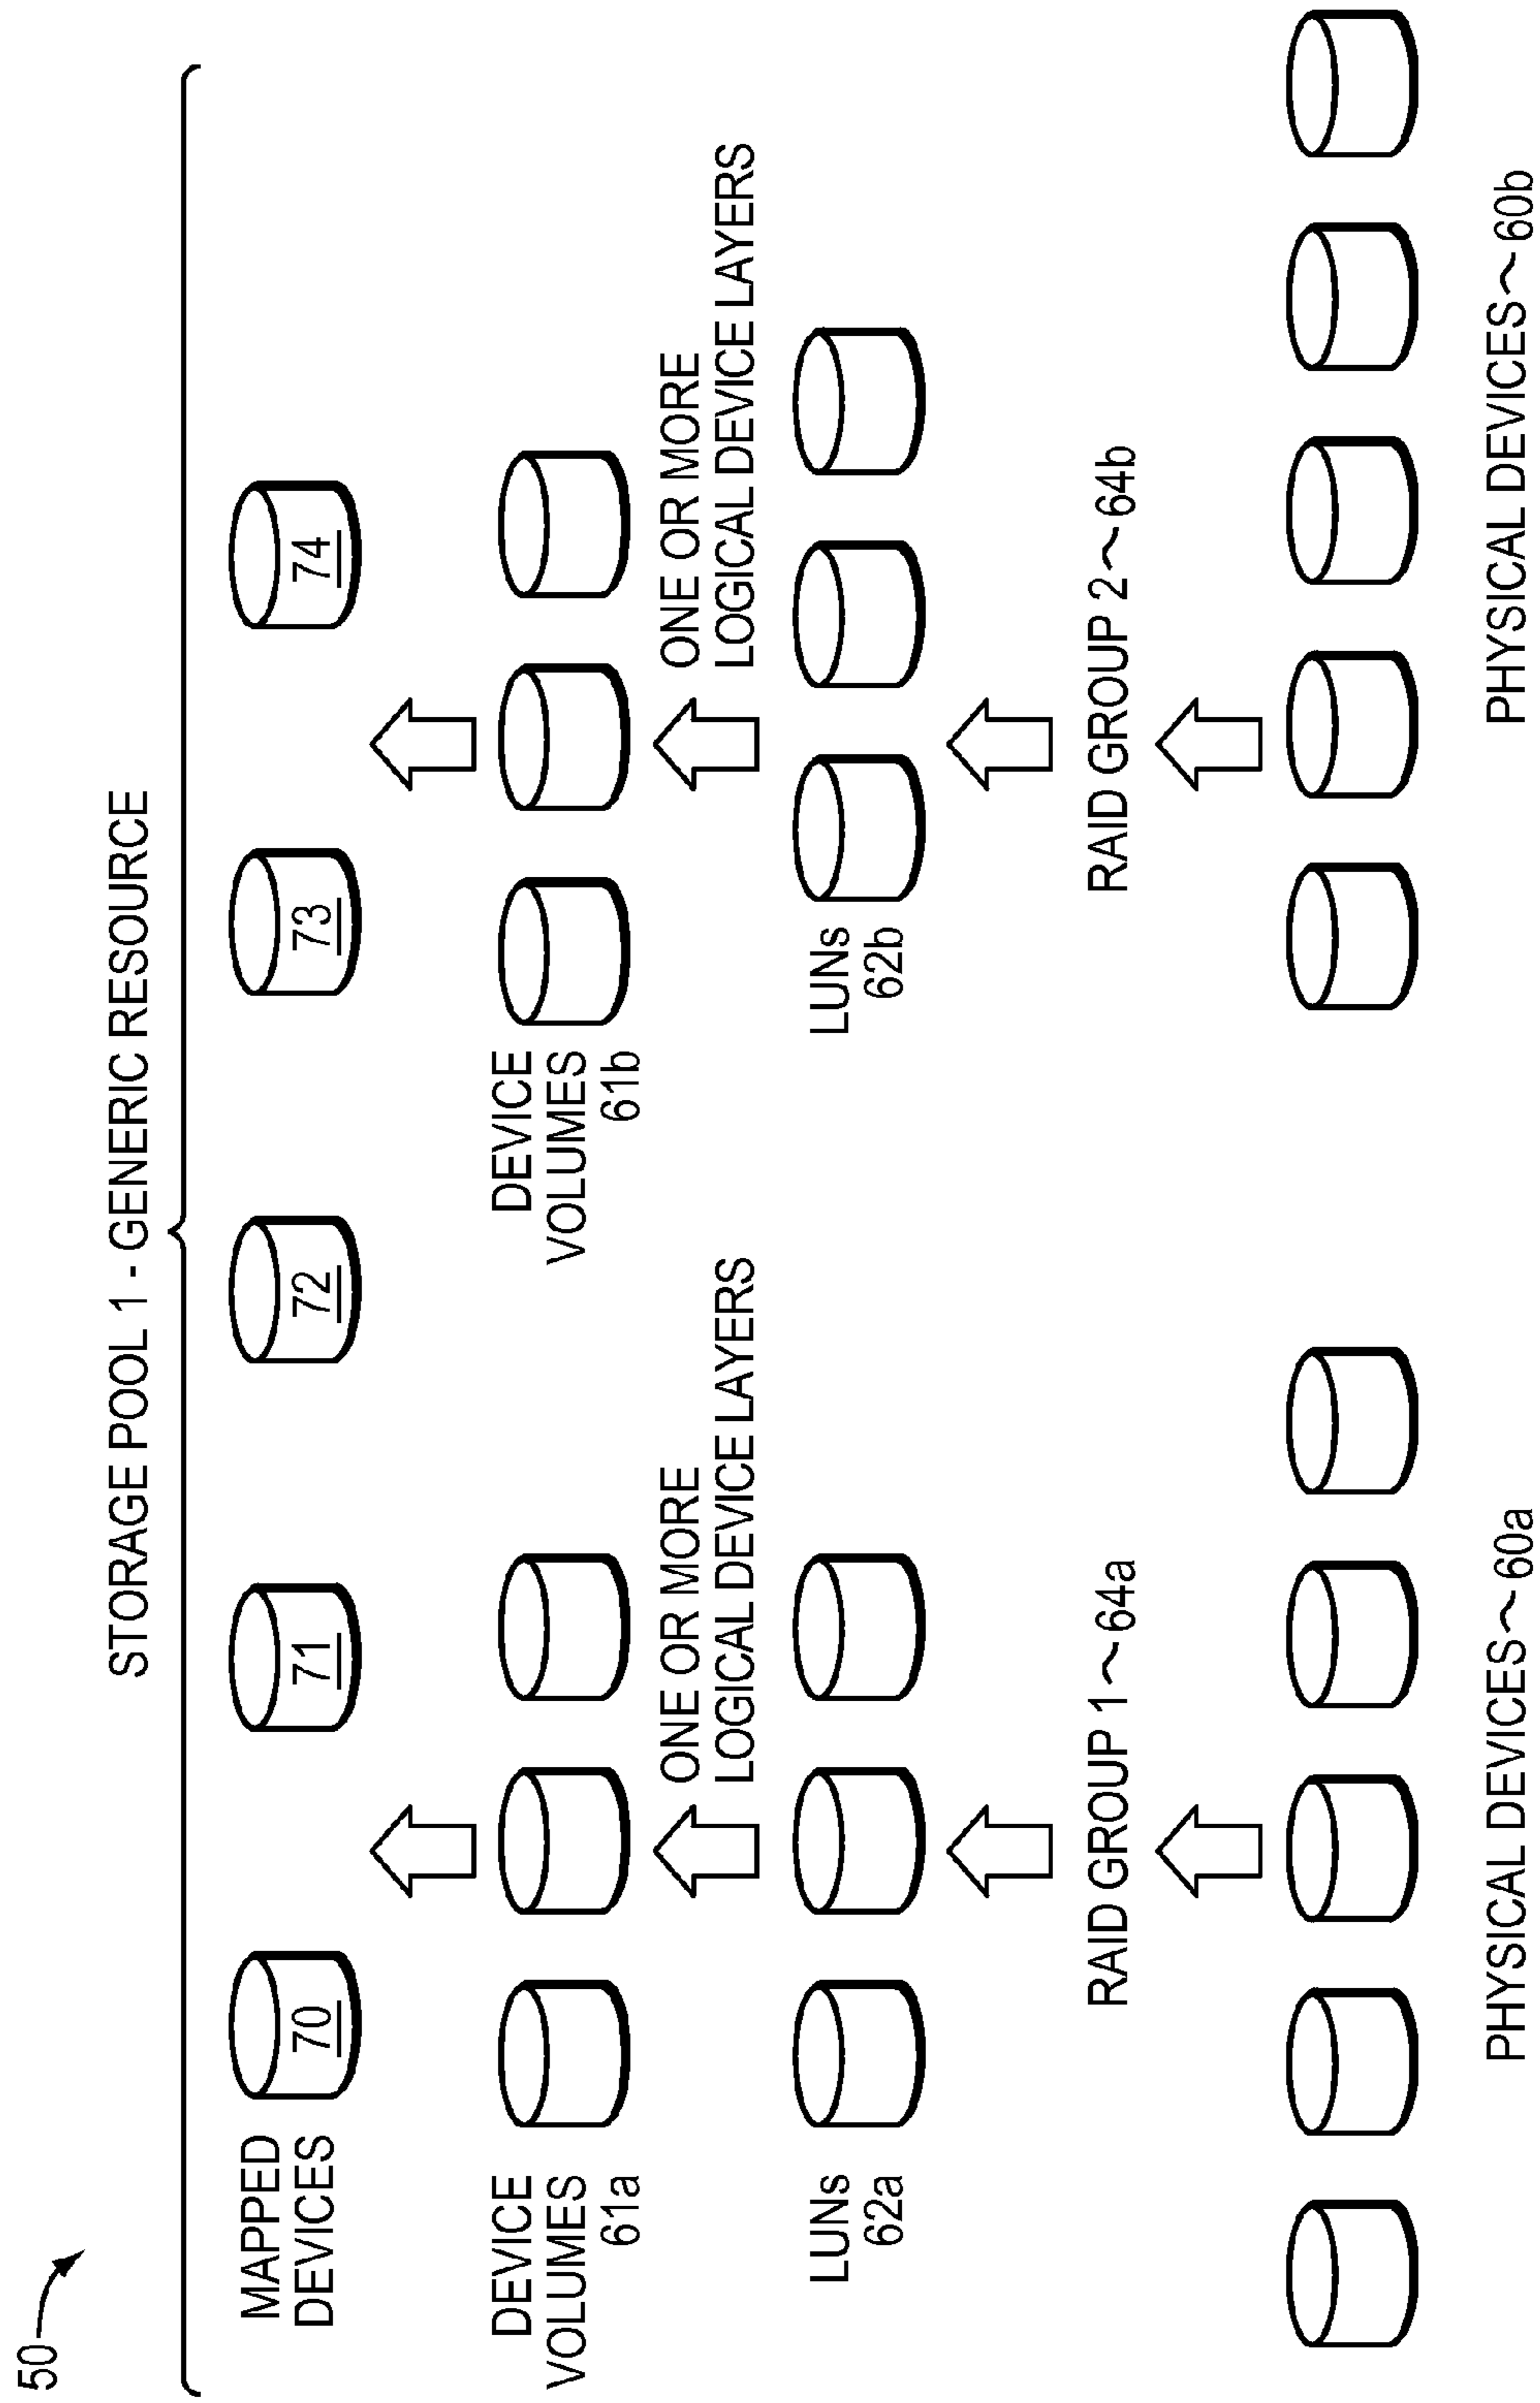 50
STORAGE POOL 1 - GENERIC RESOURCE
MAPPED
DEVICES
70
71
72
73
74
DEVICE
VOLUMES
61a
DEVICE
VOLUMES
61b
ONE OR MORE
LOGICAL DEVICE LAYERS
ONE OR MORE
LOGICAL DEVICE LAYERS
LUNs
62a
LUNs
62b
RAID GROUP 1~64a
RAID GROUP 2~64b
PHYSICAL DEVICES~60a
PHYSICAL DEVICES~60b